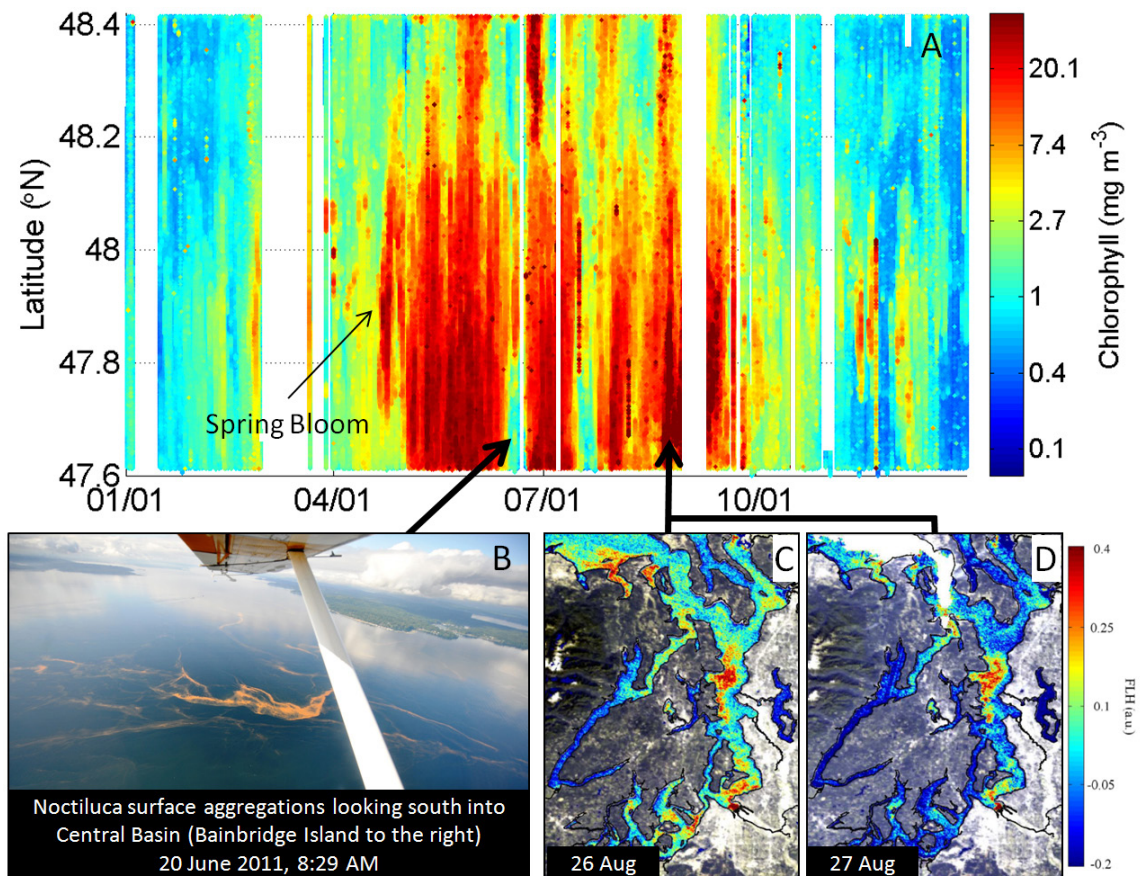 A
48.4
48.2
48
47.8
47.6
Latitude (ºN)
Spring Bloom
01/01
04/01
07/01
10/01
20.1
7.4
2.7
1
0.4
0.1
Chlorophyll (mg m⁻³)
B
Noctiluca surface aggregations looking south into
Central Basin (Bainbridge Island to the right)
20 June 2011, 8:29 AM
C
26 Aug
D
27 Aug
0.4
0.25
0.1
-0.05
-0.2
FLH (a.u.)